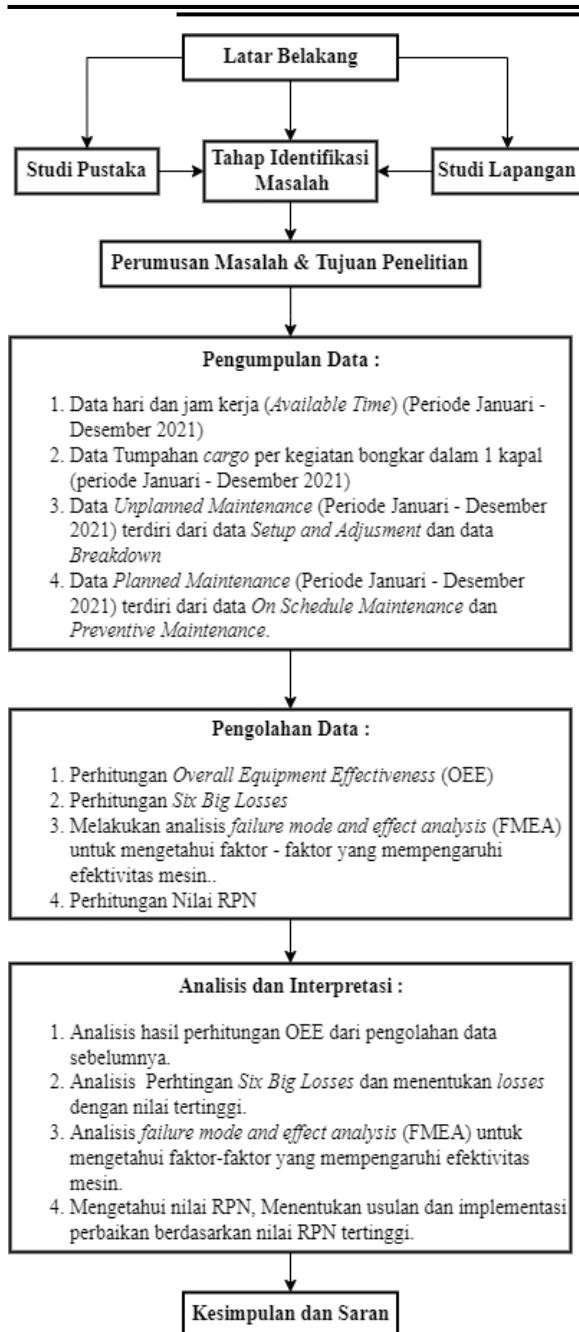 Latar Belakang
Studi Pustaka
Tahap Identifikasi
Masalah
Studi Lapangan
Perumusan Masalah & Tujuan Penelitian
Pengumpulan Data :
1. Data hari dan jam kerja (Available Time) (Periode Januari -
Desember 2021)
2. Data Tumpahan cargo per kegiatan bongkar dalam 1 kapal
(periode Januari - Desember 2021)
3. Data Unplanned Maintenance (Periode Januari - Desember
2021) terdiri dari data Setup and Adjusment dan data
Breakdown
4. Data Planned Maintenance (Periode Januari - Desember
2021) terdiri dari data On Schedule Maintenance dan
Preventive Maintenance.
Pengolahan Data :
1. Perhitungan Overall Equipment Effectiveness (OEE)
2. Perhitungan Six Big Losses
3. Melakukan analisis failure mode and effect analysis (FMEA)
untuk mengetahui faktor - faktor yang mempengaruhi
efektivitas mesin..
4. Perhitungan Nilai RPN
Analisis dan Interpretasi :
1. Analisis hasil perhitungan OEE dari pengolahan data
sebelumnya.
2. Analisis Perhtingan Six Big Losses dan menentukan losses
dengan nilai tertinggi.
3. Analisis failure mode and effect analysis (FMEA) untuk
mengetahui faktor-faktor yang mempengaruhi efektivitas
mesin.
4. Mengetahui nilai RPN, Menentukan usulan dan implementasi
perbaikan berdasarkan nilai RPN tertinggi.
Kesimpulan dan Saran